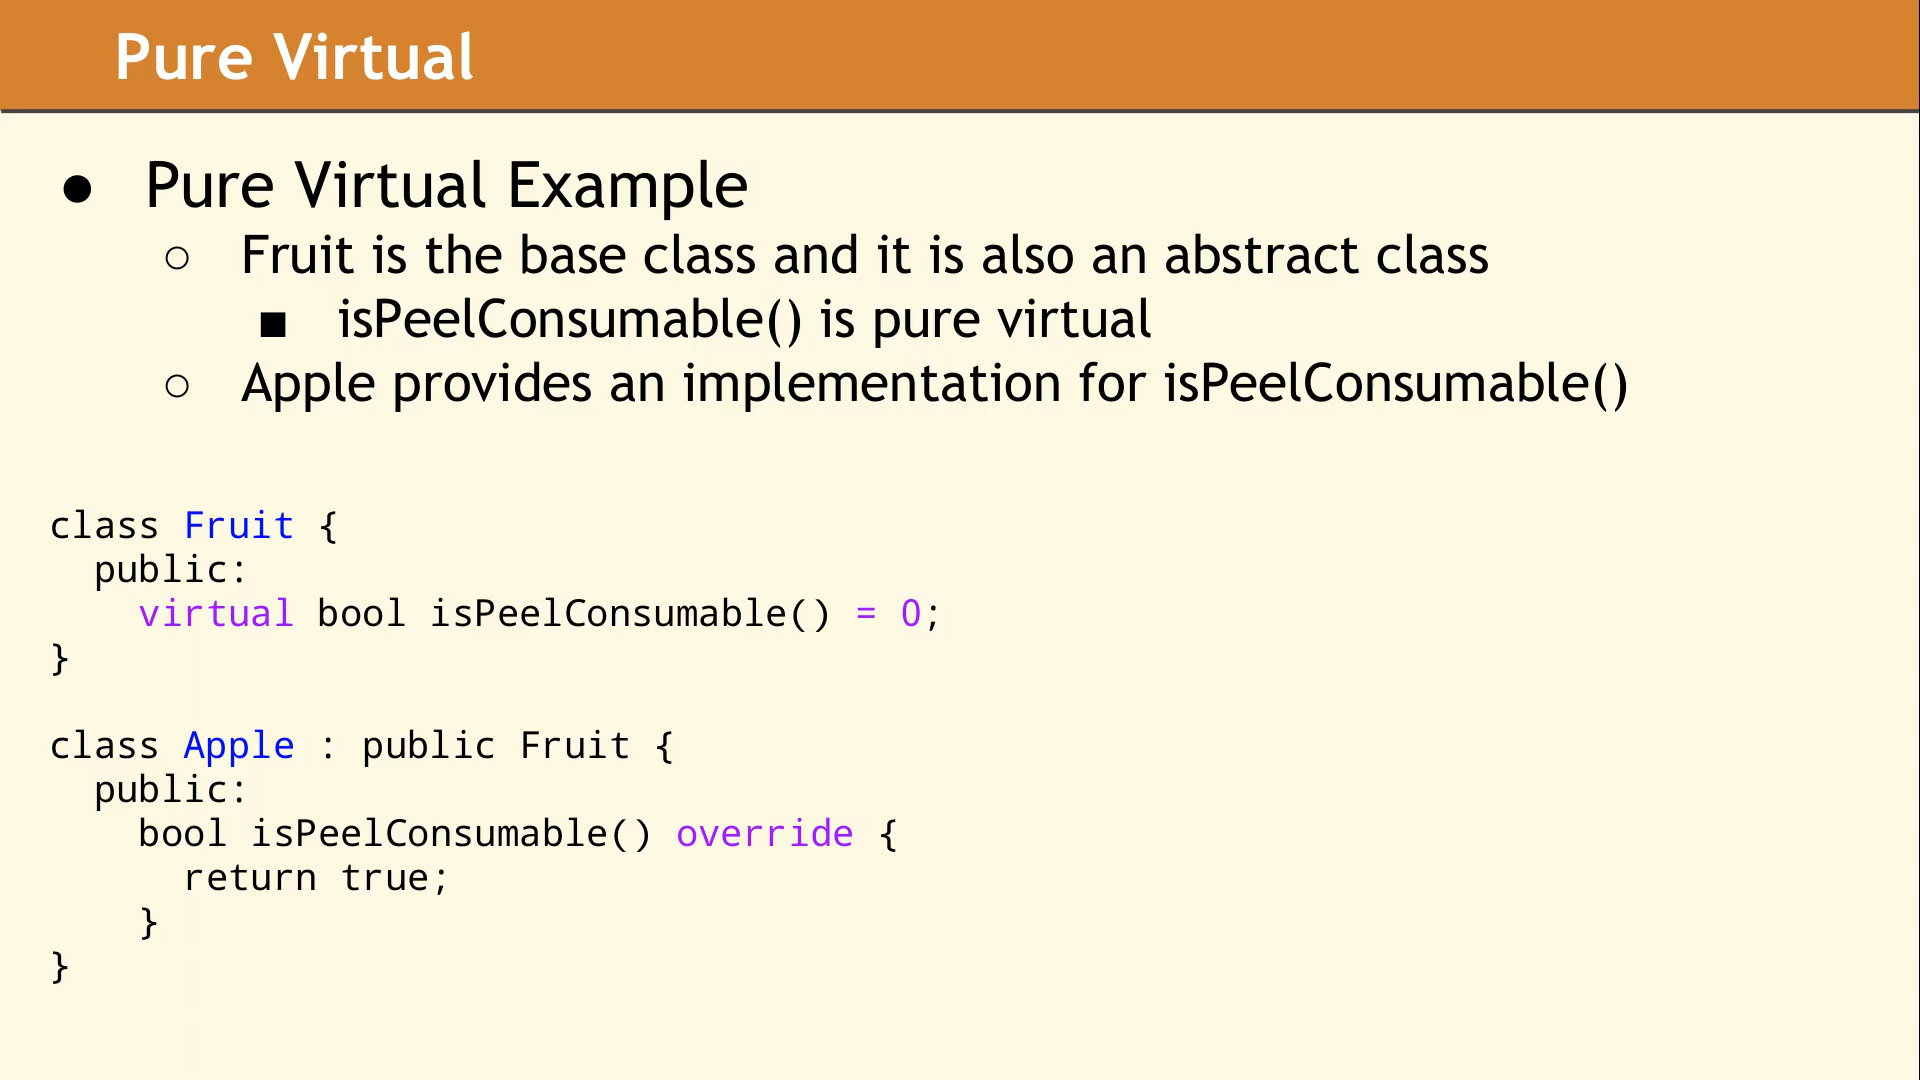 Pure Virtual
● Pure Virtual Example
○ Fruit is the base class and it is also an abstract class
■ isPeelConsumable() is pure virtual
○ Apple provides an implementation for isPeelConsumable()
class Fruit {
  public:
    virtual bool isPeelConsumable() = 0;
}
class Apple : public Fruit {
  public:
    bool isPeelConsumable() override {
      return true;
    }
}